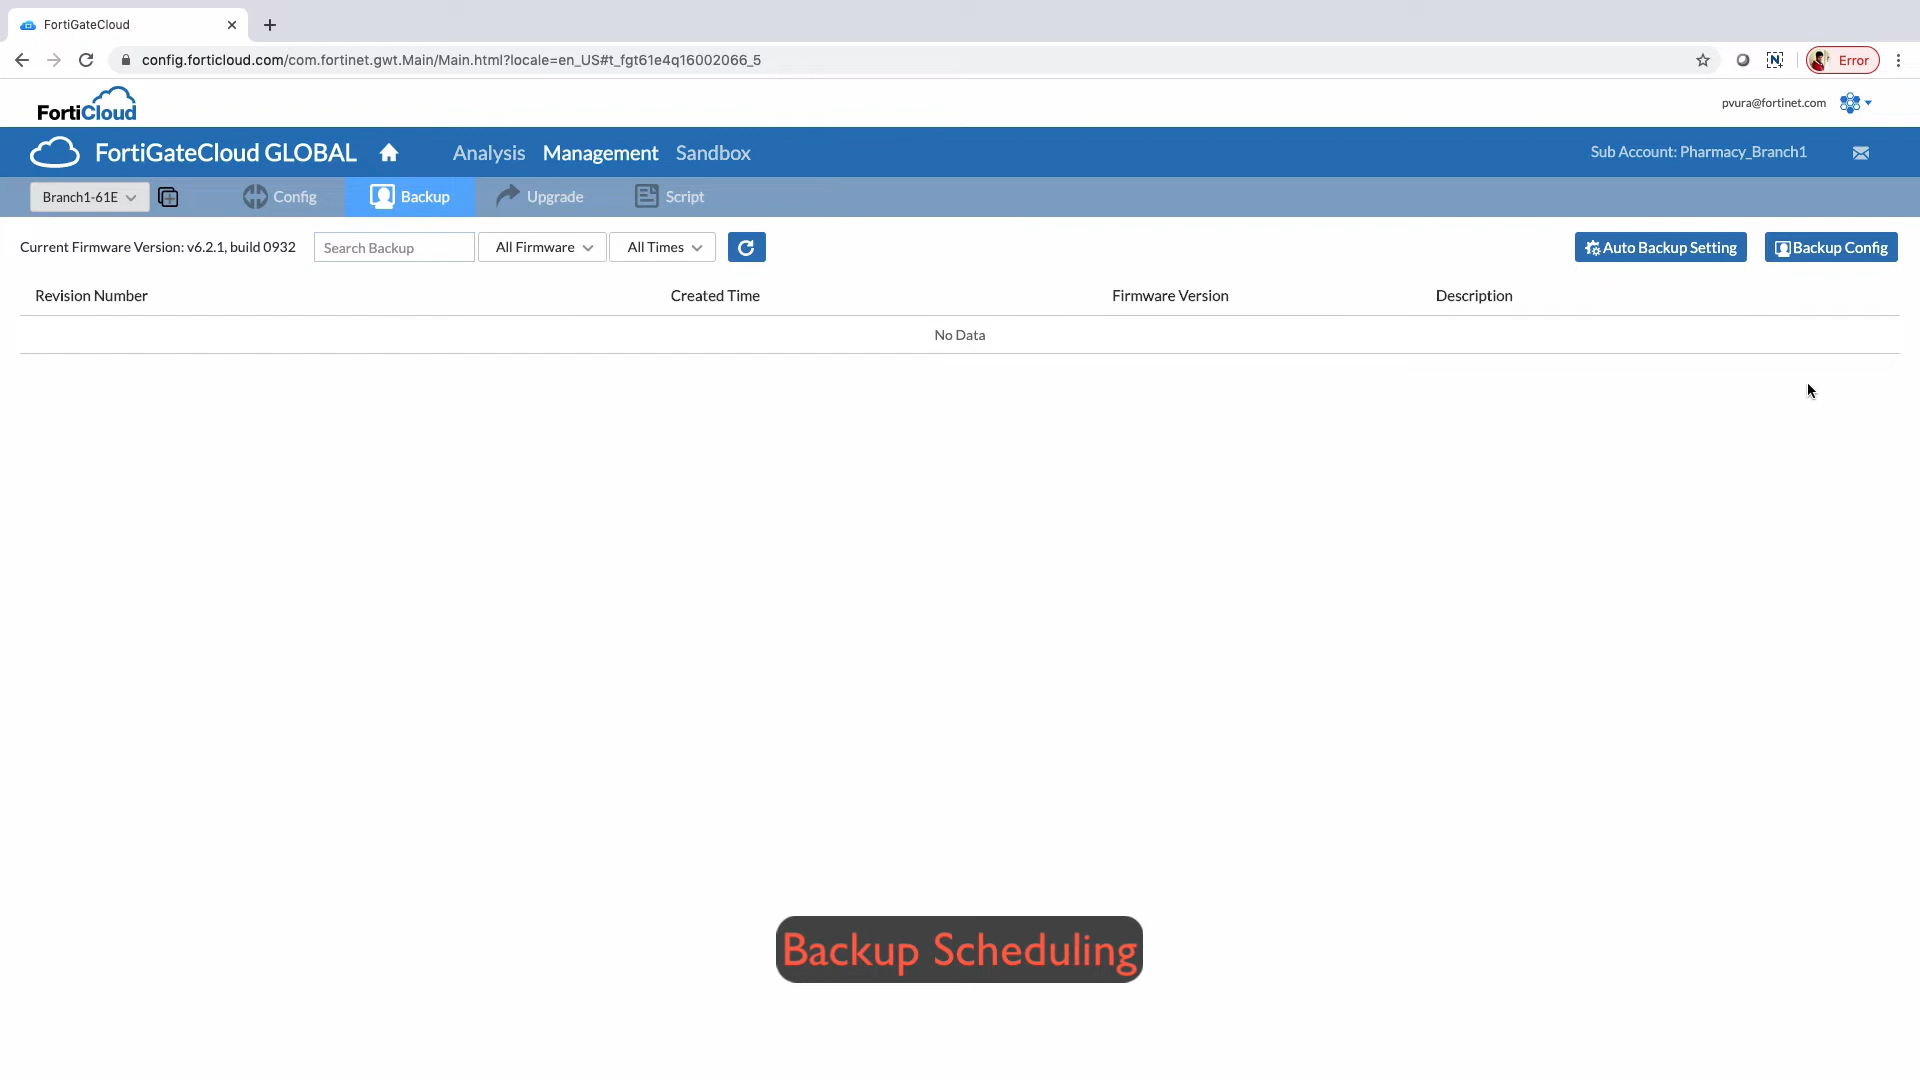 FortiGateCloud
config.forticloud.com/com.fortinet.gwt.Main/Main.html?locale=en_US#t_fgt61e4q16002066_5
Error
FortiCloud
pvura@fortinet.com
FortiGateCloud GLOBAL Analysis Management Sandbox
Sub Account: Pharmacy_Branch1
Branch1-61E Config Backup Upgrade Script
Current Firmware Version: v6.2.1, build 0932 Search Backup All Firmware All Times Auto Backup Setting Backup Config
Revision Number Created Time Firmware Version Description
No Data
Backup Scheduling